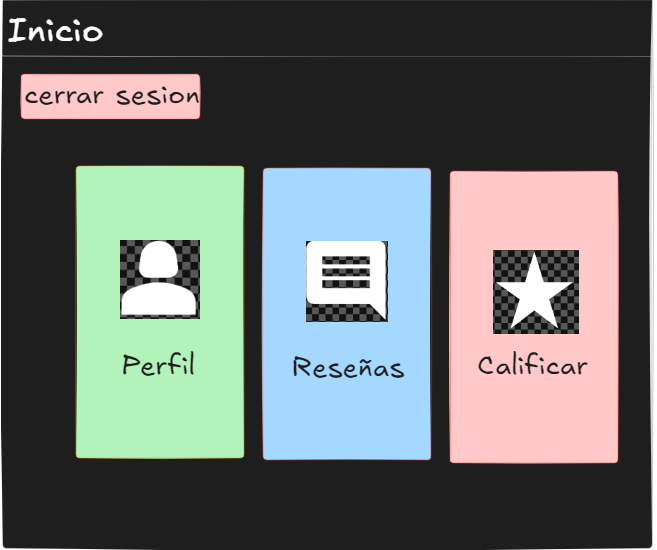 Inicio
cerrar sesion
Perfil
Reseñas
Calificar